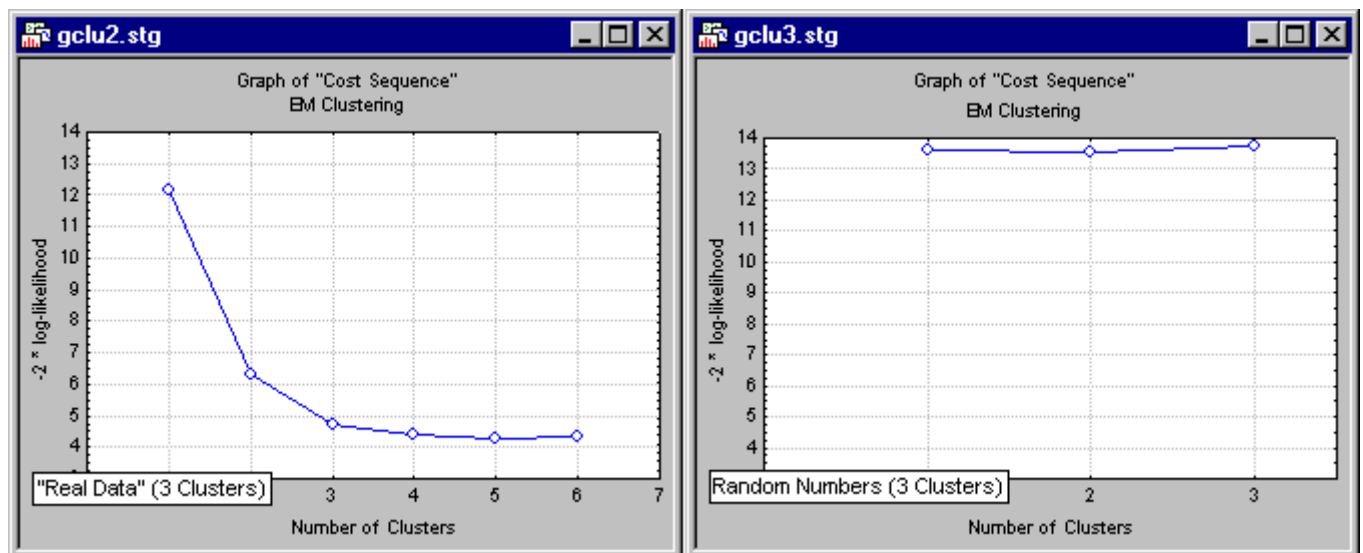 gclu2.stg
Graph of "Cost Sequence"
EM Clustering
14
13
12
11
10
9
8
7
6
5
4
-2 * log-likelihood
"Real Data" (3 Clusters)
3
4
5
6
7
Number of Clusters
gclu3.stg
Graph of "Cost Sequence"
EM Clustering
14
13
12
11
10
9
8
7
6
5
4
-2 * log-likelihood
Random Numbers (3 Clusters)
2
3
Number of Clusters